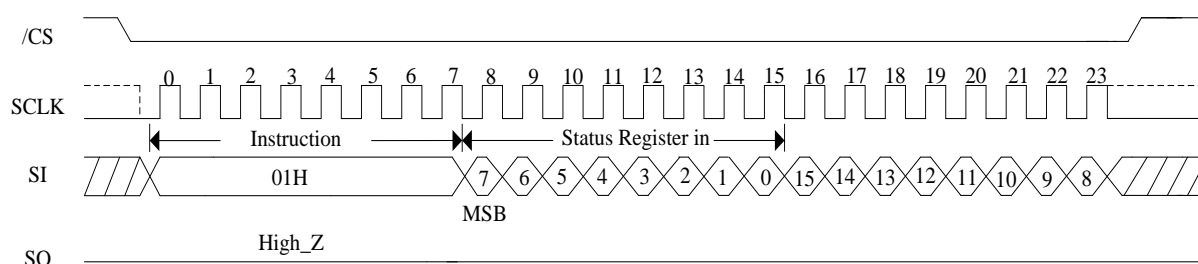 /CS
0 1 2 3 4 5 6 7 8 9 10 11 12 13 14 15 16 17 18 19 20 21 22 23
SCLK
Instruction Status Register in
SI 01H 7 6 5 4 3 2 1 0 15 14 13 12 11 10 9 8
MSB
High_Z
SO